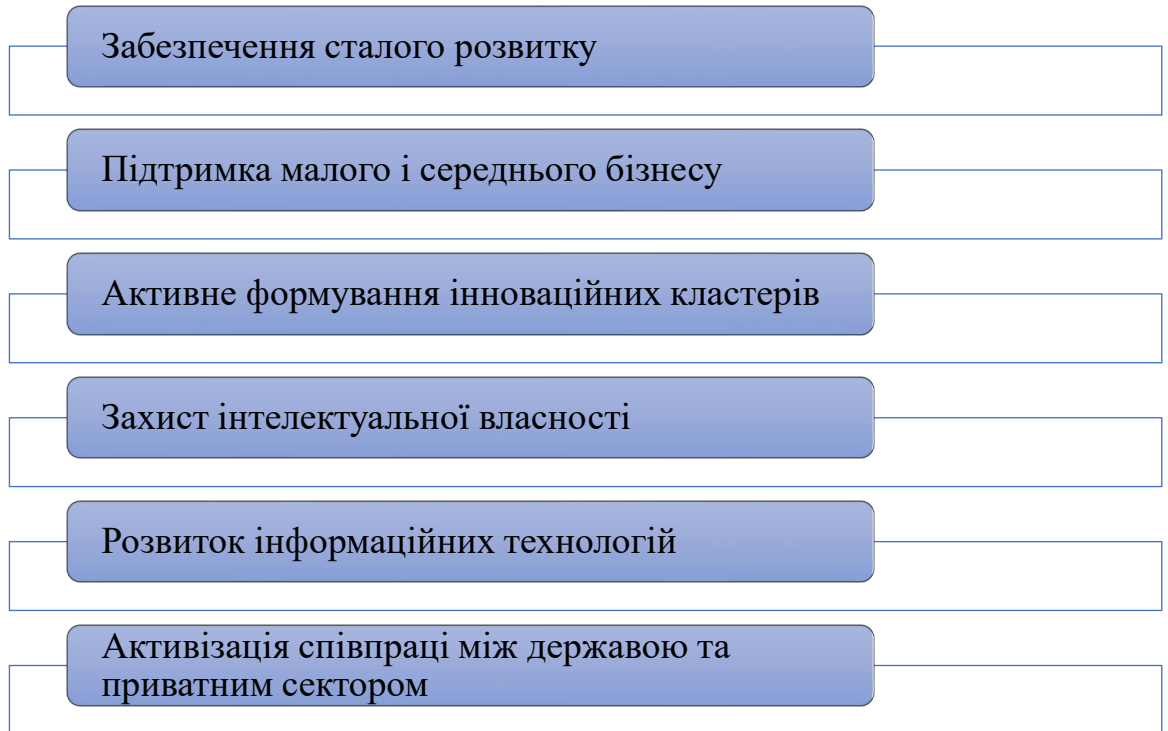 Забезпечення сталого розвитку
Підтримка малого і середнього бізнесу
Активне формування інноваційних кластерів
Захист інтелектуальної власності
Розвиток інформаційних технологій
Активізація співпраці між державою та
приватним сектором